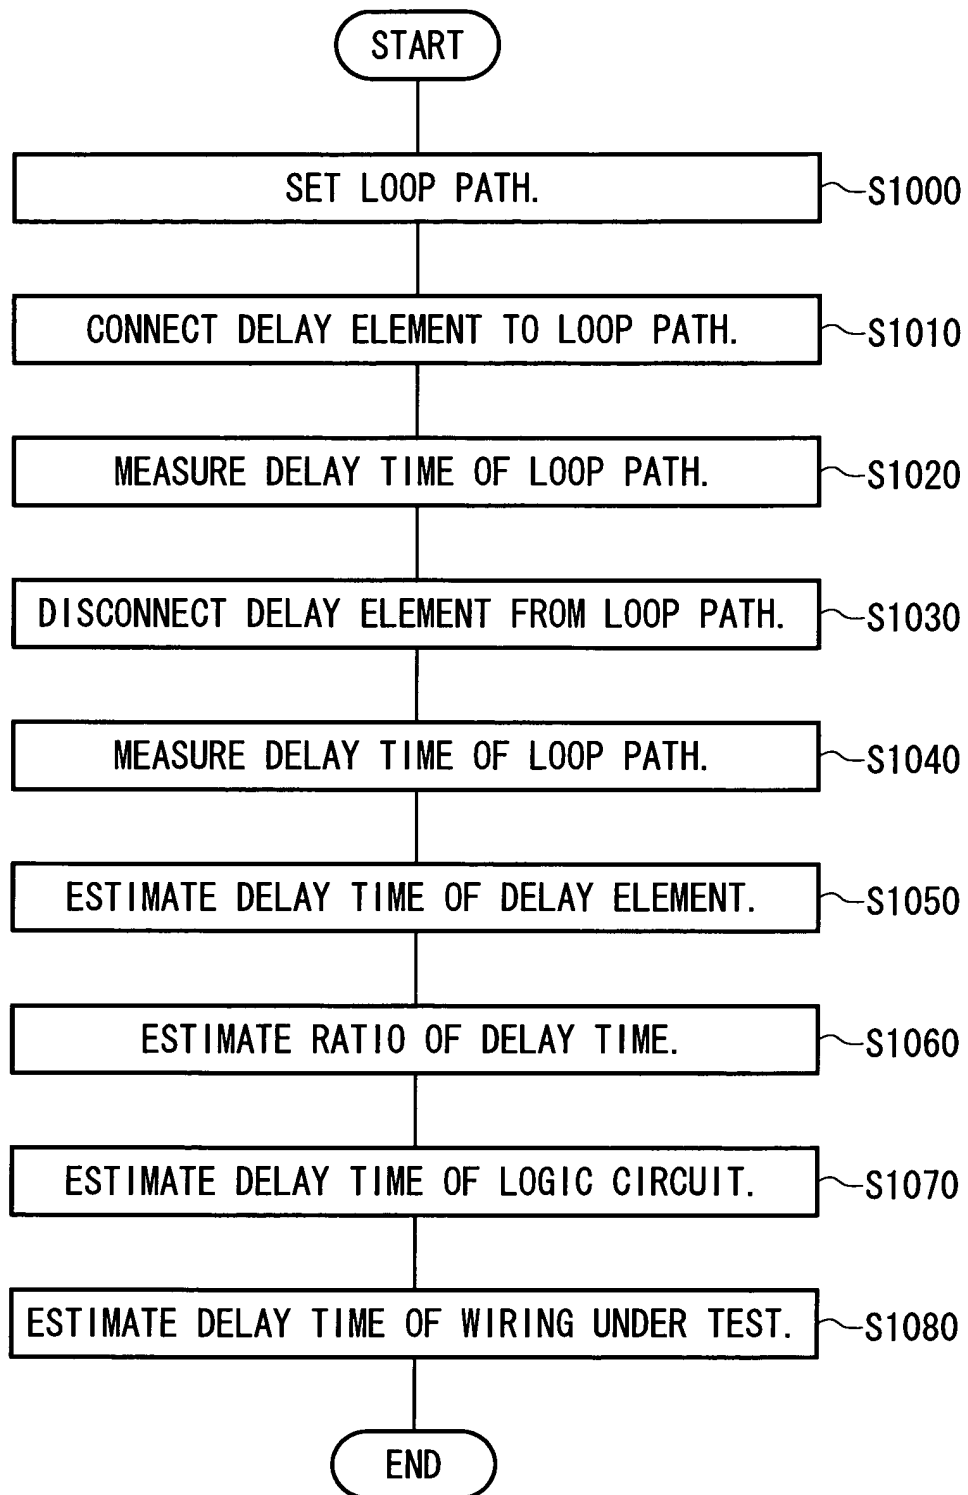 START
SET LOOP PATH. S1000
CONNECT DELAY ELEMENT TO LOOP PATH. S1010
MEASURE DELAY TIME OF LOOP PATH. S1020
DISCONNECT DELAY ELEMENT FROM LOOP PATH. S1030
MEASURE DELAY TIME OF LOOP PATH. S1040
ESTIMATE DELAY TIME OF DELAY ELEMENT. S1050
ESTIMATE RATIO OF DELAY TIME. S1060
ESTIMATE DELAY TIME OF LOGIC CIRCUIT. S1070
ESTIMATE DELAY TIME OF WIRING UNDER TEST. S1080
END